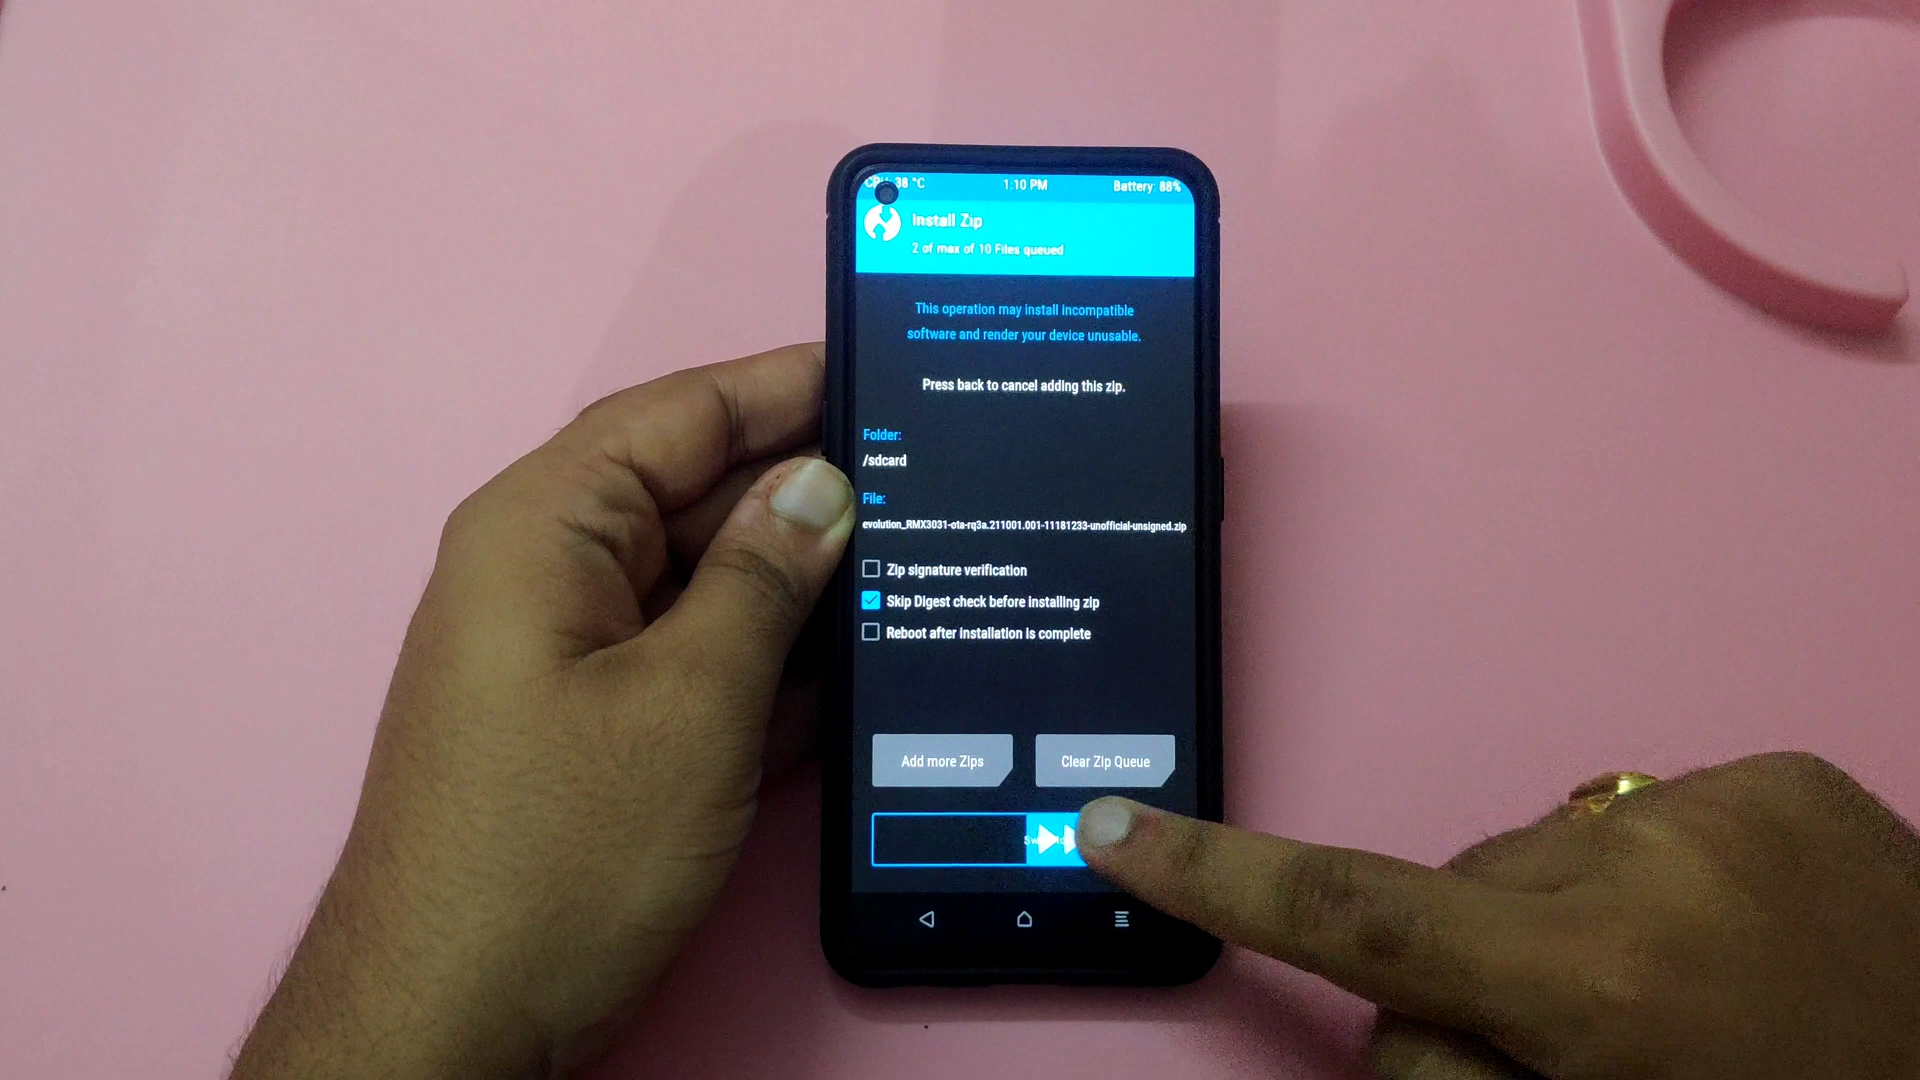 38 °C
1:10 PM
Battery: 88%
Install Zip
2 of max of 10 Files queued
This operation may install incompatible
software and render your device unusable.
Press back to cancel adding this zip.
Folder:
/sdcard
File:
evolution_RMX3031-ota-rq3a.211001.001-11181233-unofficial-unsigned.zip
Zip signature verification
Skip Digest check before installing zip
Reboot after installation is complete
Add more Zips
Clear Zip Queue